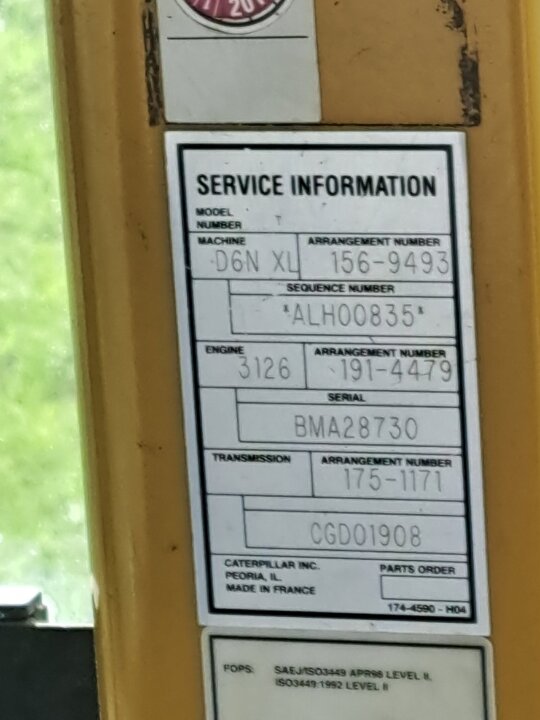 SERVICE INFORMATION
MODEL
NUMBER
MACHINE ARRANGEMENT NUMBER
D6N XL 156-9493
SEQUENCE NUMBER
*ALH00835*
ENGINE ARRANGEMENT NUMBER
3126 191-4479
SERIAL
BMA28730
TRANSMISSION ARRANGEMENT NUMBER
175-1171
CGD01908
CATERPILLAR INC. PARTS ORDER
PEORIA, IL.
MADE IN FRANCE
174-4590 - H04
FOPS: SAEJ/ISO3449 APR98 LEVEL II,
ISO3449:1992 LEVEL II